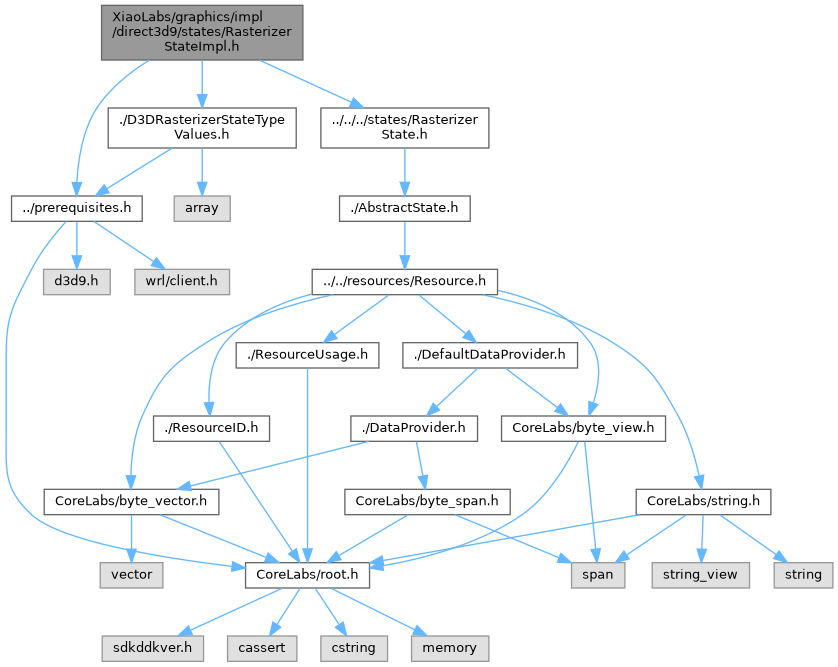 XiaoLabs/graphics/impl
/direct3d9/states/Rasterizer
StateImpl.h
./D3DRasterizerStateType
Values.h
../../../states/Rasterizer
State.h
../prerequisites.h
array
./AbstractState.h
d3d9.h
wrl/client.h
../../resources/Resource.h
./ResourceUsage.h
./DefaultDataProvider.h
./ResourceID.h
./DataProvider.h
CoreLabs/byte_view.h
CoreLabs/byte_vector.h
CoreLabs/byte_span.h
CoreLabs/string.h
vector
CoreLabs/root.h
span
string_view
string
sdkddkver.h
cassert
cstring
memory